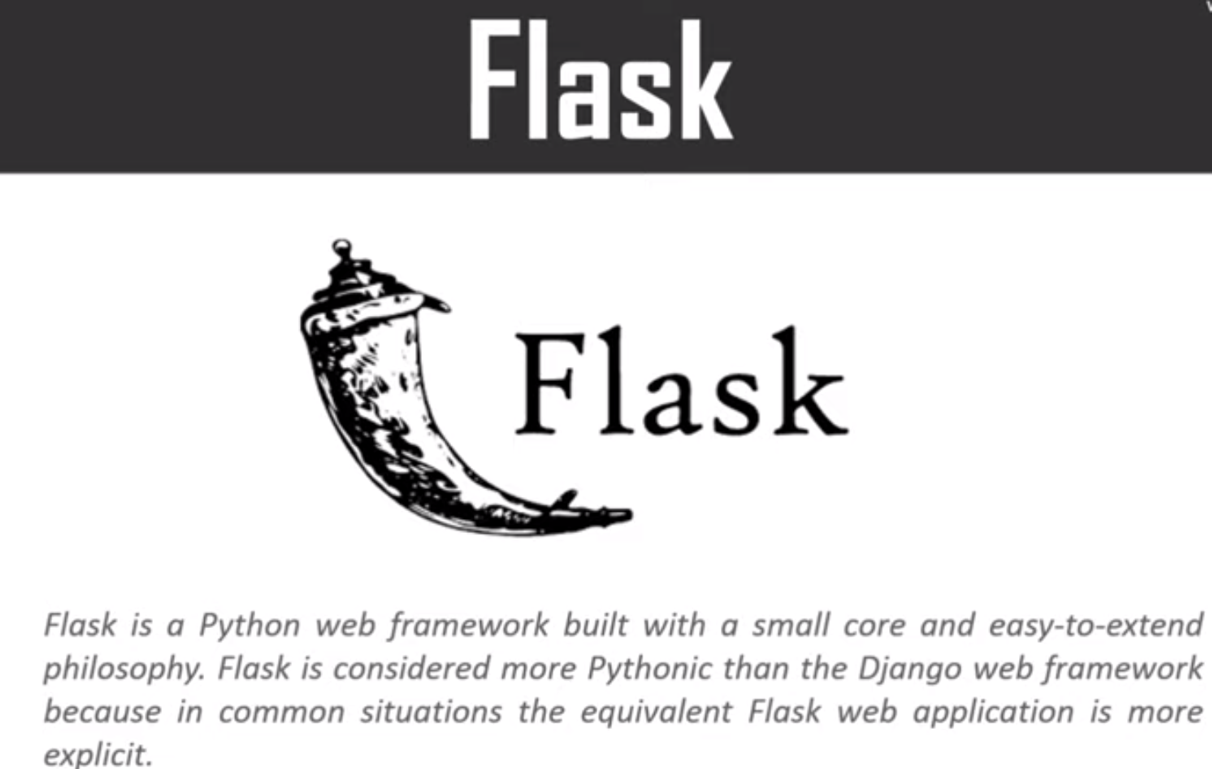 Flask
Flask
Flask is a Python web framework built with a small core and easy-to-extend
philosophy. Flask is considered more Pythonic than the Django web framework
because in common situations the equivalent Flask web application is more
explicit.